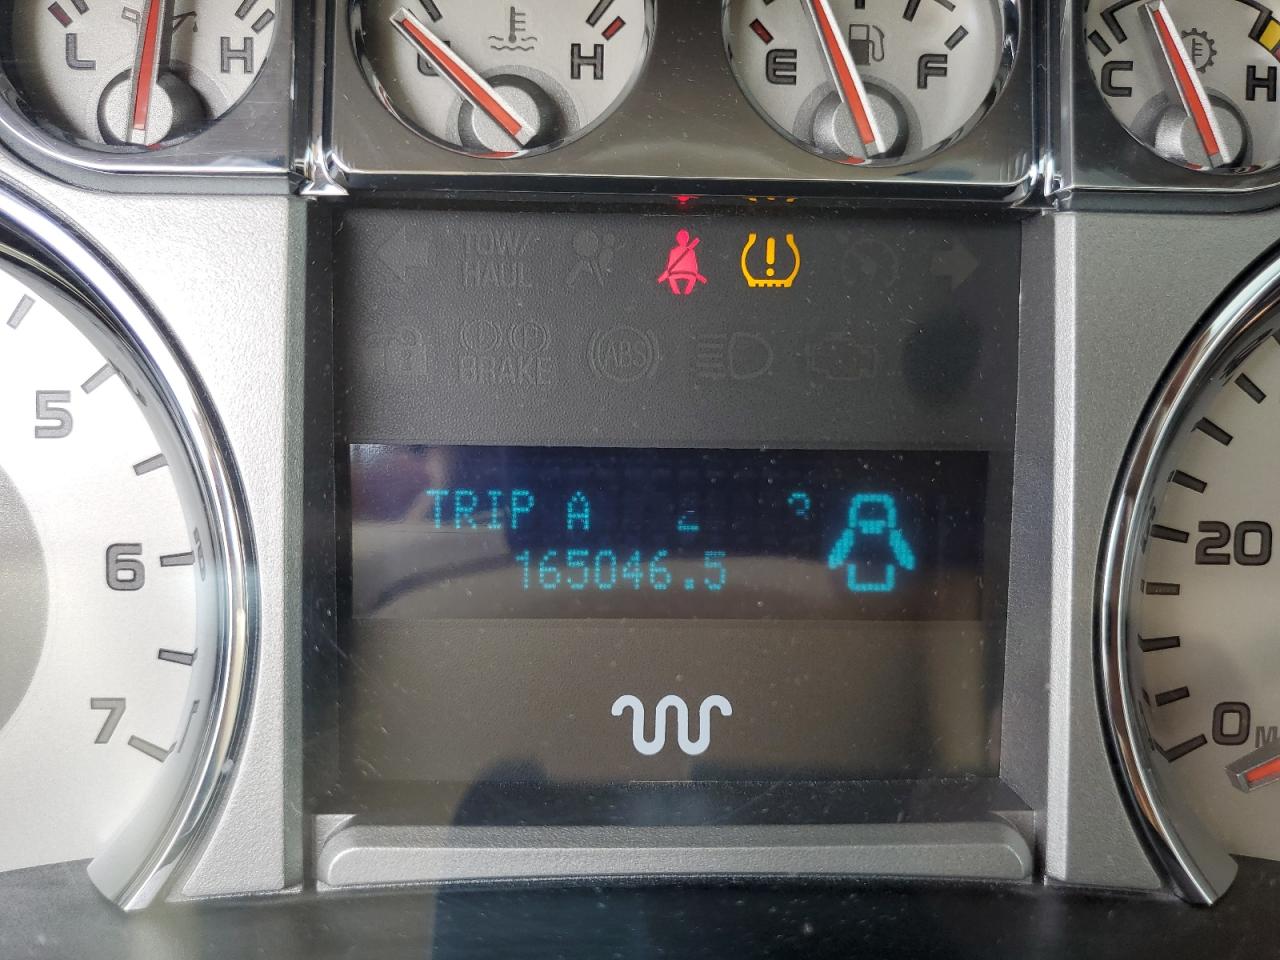 L H
H
E F
C H
TOW/
HAUL
BRAKE
ABS
5
6
7
TRIP A
165046.5
20
0